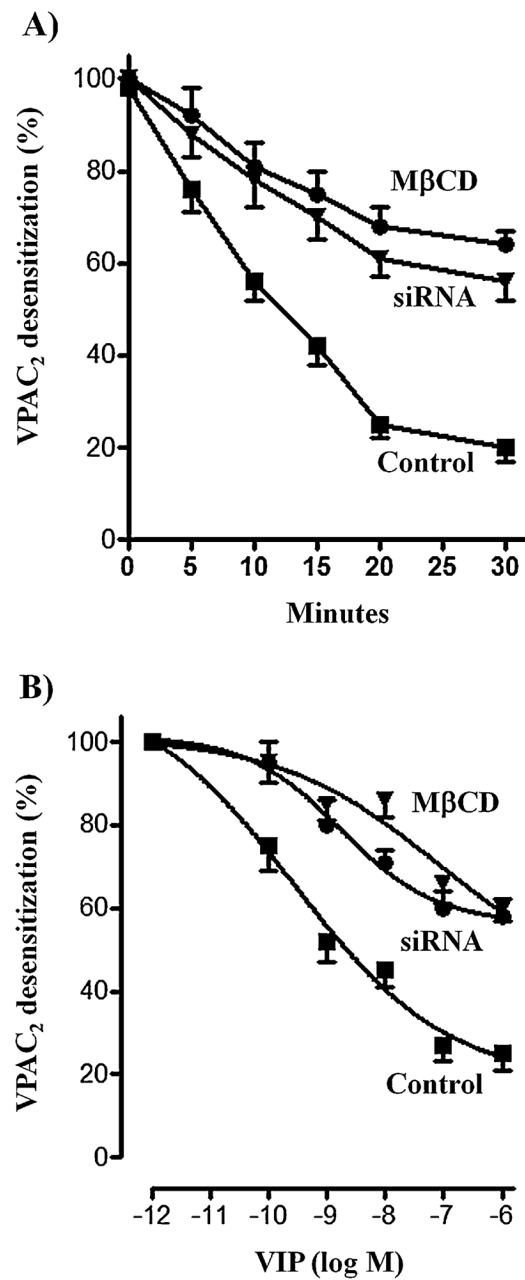 A)
VPAC₂ desensitization (%)
100
80
60
40
20
0
MβCD
siRNA
Control
0 5 10 15 20 25 30
Minutes
B)
VPAC₂ desensitization (%)
100
80
60
40
20
0
MβCD
siRNA
Control
-12 -11 -10 -9 -8 -7 -6
VIP (log M)